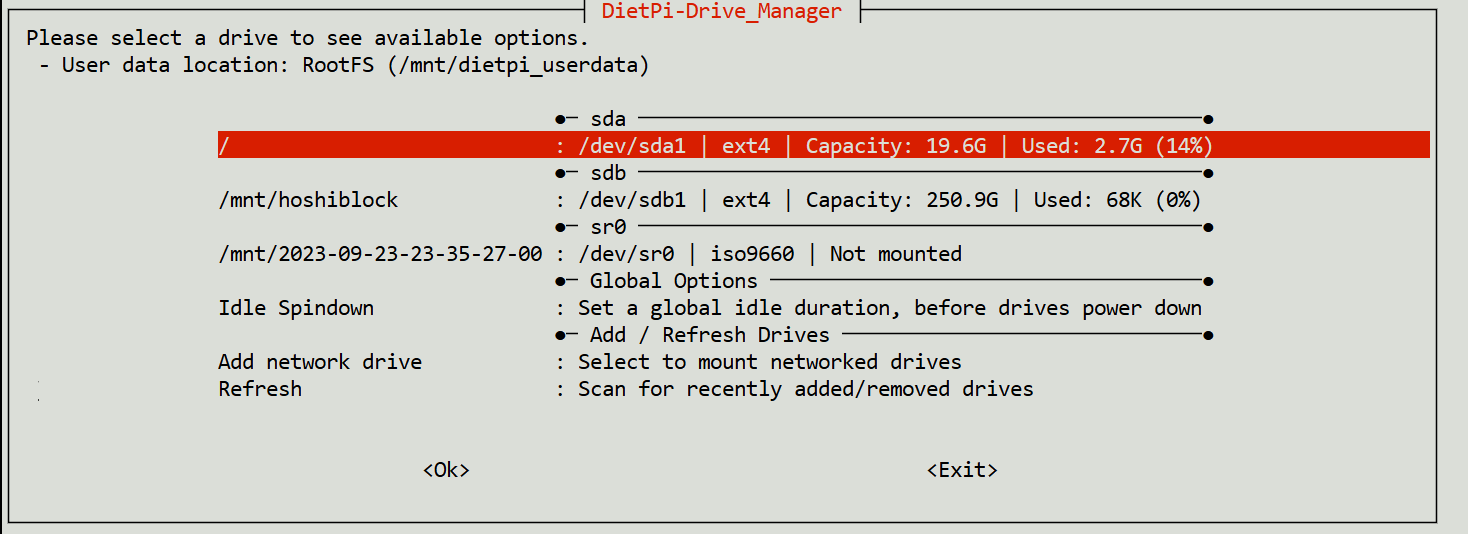 DietPi-Drive_Manager
Please select a drive to see available options.
- User data location: RootFS (/mnt/dietpi_userdata)
●─ sda ─●
/ : /dev/sda1 | ext4 | Capacity: 19.6G | Used: 2.7G (14%)
●─ sdb ─●
/mnt/hoshiblock : /dev/sdb1 | ext4 | Capacity: 250.9G | Used: 68K (0%)
●─ sr0 ─●
/mnt/2023-09-23-23-35-27-00 : /dev/sr0 | iso9660 | Not mounted
●─ Global Options ─●
Idle Spindown : Set a global idle duration, before drives power down
●─ Add / Refresh Drives ─●
Add network drive : Select to mount networked drives
Refresh : Scan for recently added/removed drives
<Ok> <Exit>